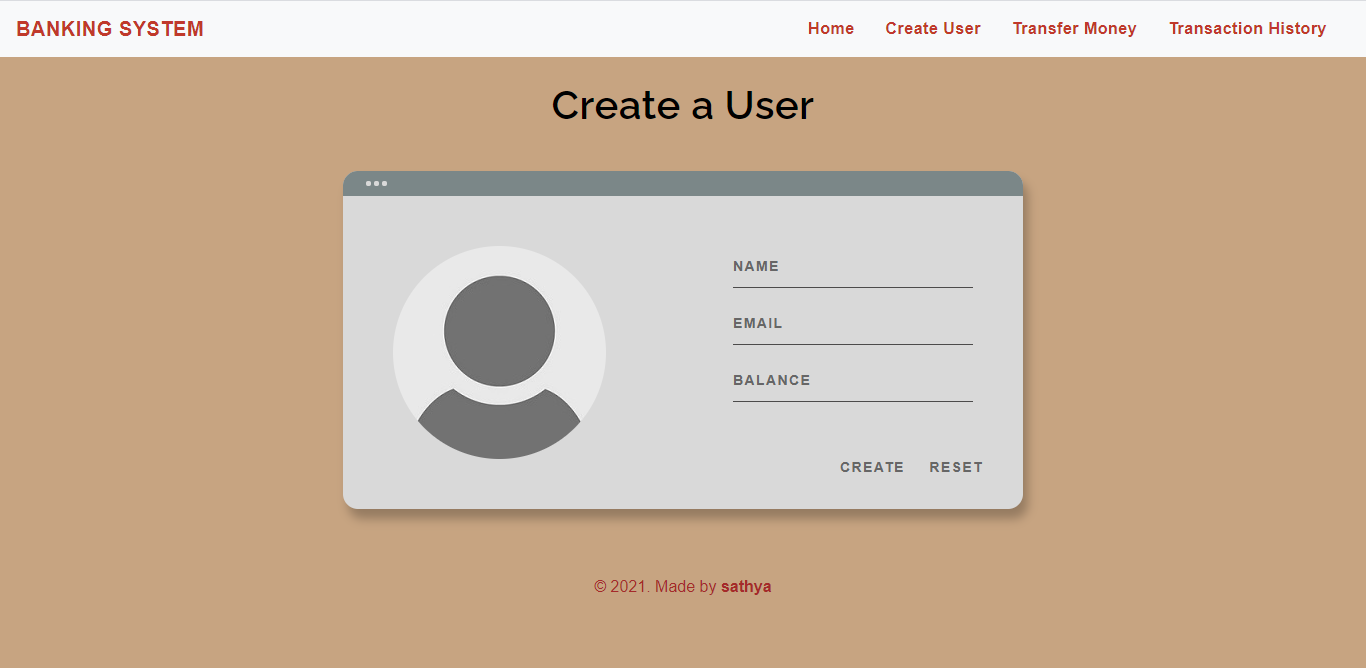 BANKING SYSTEM Home Create User Transfer Money Transaction History
Create a User
NAME
EMAIL
BALANCE
CREATE RESET
© 2021. Made by sathya